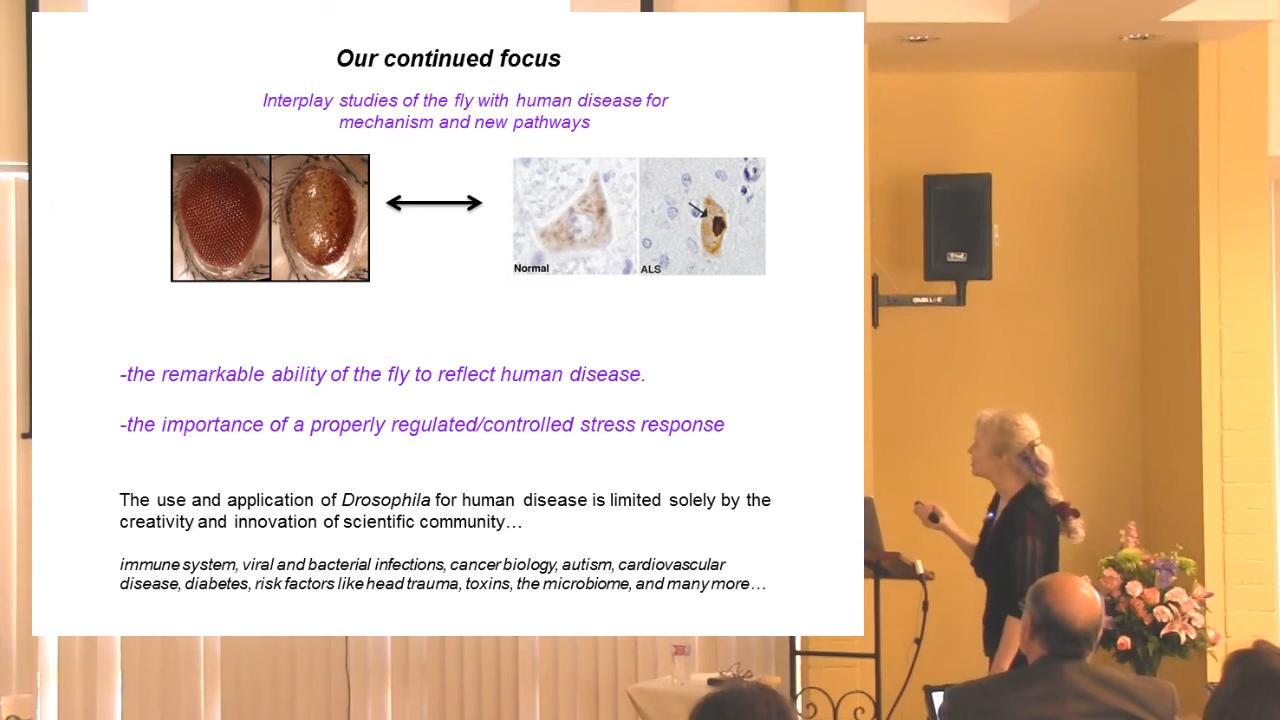 Our continued focus
Interplay studies of the fly with human disease for
mechanism and new pathways
Normal
ALS
-the remarkable ability of the fly to reflect human disease.
-the importance of a properly regulated/controlled stress response
The use and application of Drosophila for human disease is limited solely by the
creativity and innovation of scientific community…
immune system, viral and bacterial infections, cancer biology, autism, cardiovascular
disease, diabetes, risk factors like head trauma, toxins, the microbiome, and many more…